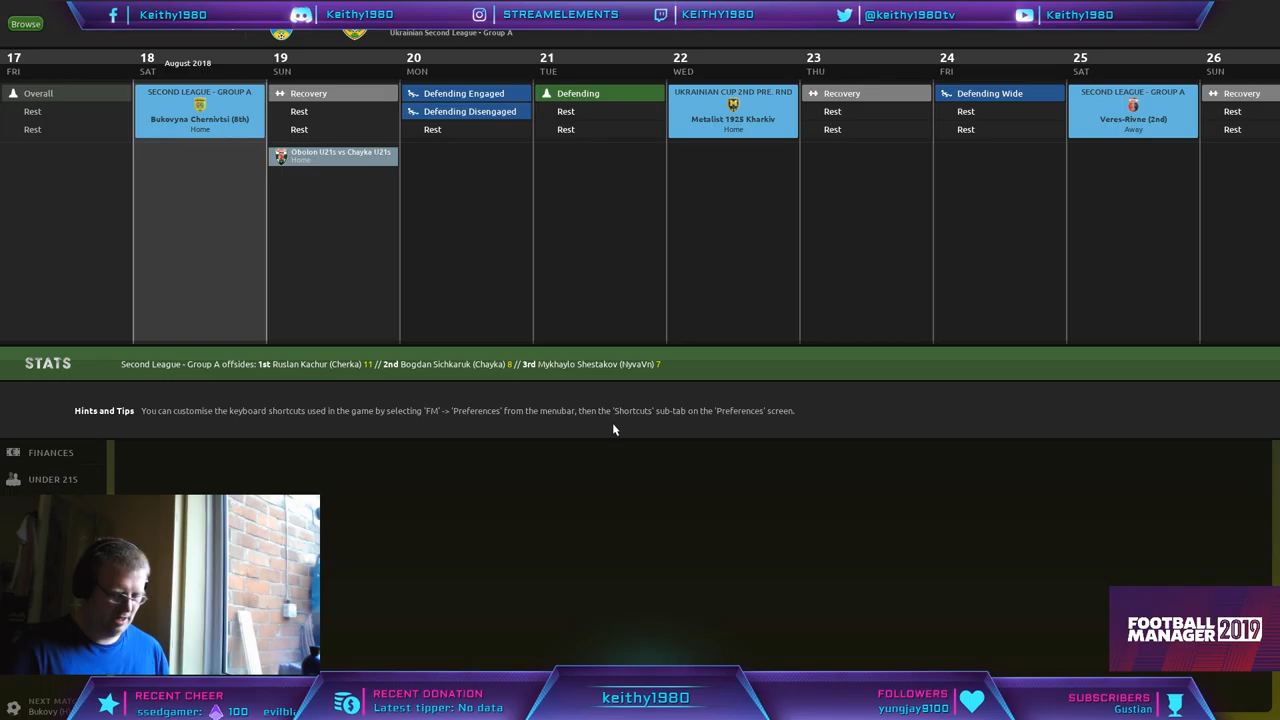 Browse
Keithy1980
Keithy1980
STREAMELEMENTS
KEITHY1980
@keithy1980tv
Keithy1980
Ukrainian Second League - Group A
17 18 19 20 21 22 23 24 25 26
FRI SAT August 2018 SUN MON TUE WED THU FRI SAT SUN
Overall
Rest
Rest
SECOND LEAGUE - GROUP A
Bukovyna Chernivtsi (8th)
Home
Recovery
Rest
Rest
Obolon U21s vs Chayka U21s
Home
Defending Engaged
Defending Disengaged
Rest
Defending
Rest
Rest
UKRAINIAN CUP 2ND PRE. RND
Metalist 1925 Kharkiv
Home
Recovery
Rest
Rest
Defending Wide
Rest
Rest
SECOND LEAGUE - GROUP A
Veres-Rivne (2nd)
Away
Recovery
Rest
Rest
STATS Second League - Group A offsides: 1st Ruslan Kachur (Cherka) 11 // 2nd Bogdan Sichkaruk (Chayka) 8 // 3rd Mykhaylo Shestakov (NyvaVn) 7
Hints and Tips You can customise the keyboard shortcuts used in the game by selecting 'FM' -> 'Preferences' from the menubar, then the 'Shortcuts' sub-tab on the 'Preferences' screen.
FINANCES
UNDER 21S
FOOTBALL
MANAGER 2019
NEXT MAT
Bukovy (H
RECENT CHEER
ssedgamer: 100 evilbl
RECENT DONATION
Latest tipper: No data
keithy1980
FOLLOWERS
yungjay9100
SUBSCRIBERS
Gustian